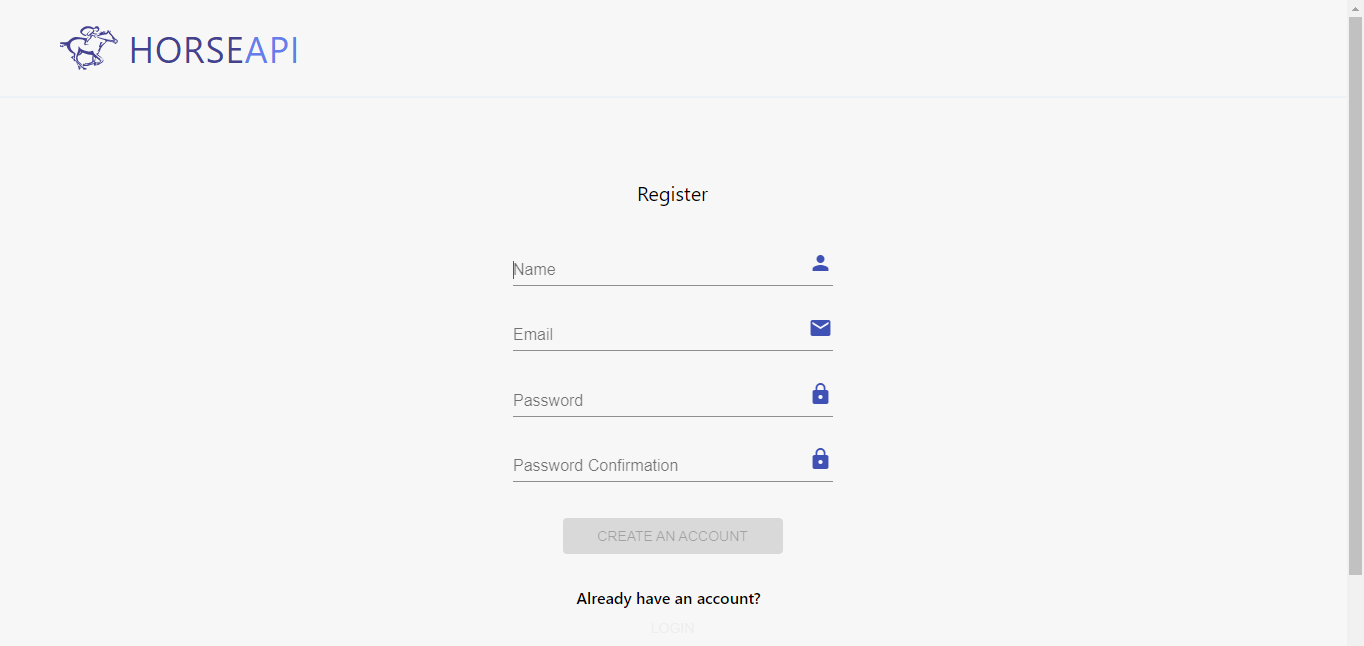 HORSEAPI
Register
Name
Email
Password
Password Confirmation
CREATE AN ACCOUNT
Already have an account?
LOGIN